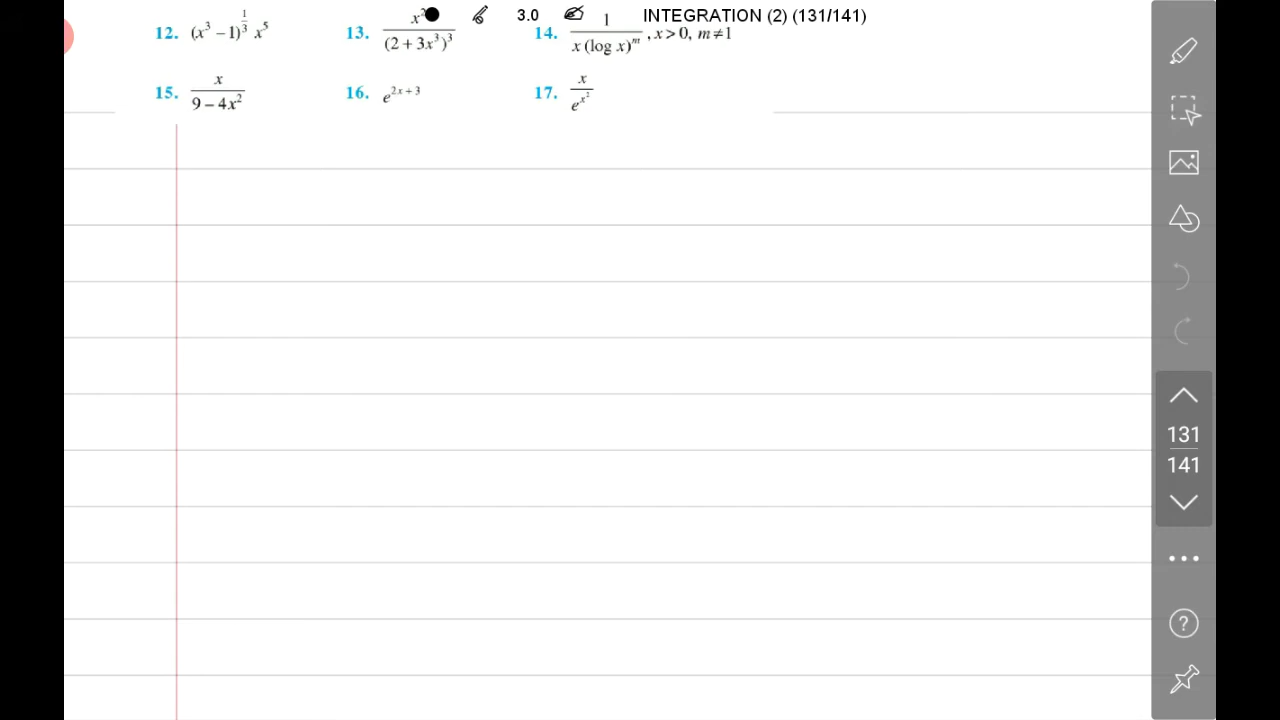 3.0 INTEGRATION (2) (131/141)
12. (x³ – 1)^(1/3) x⁵ 13. x²/(2 + 3x³)³ 14. 1/(x (log x)^m), x > 0, m ≠ 1
15. x/(9 – 4x²) 16. e^(2x + 3) 17. x/e^(x²)
131
141
?